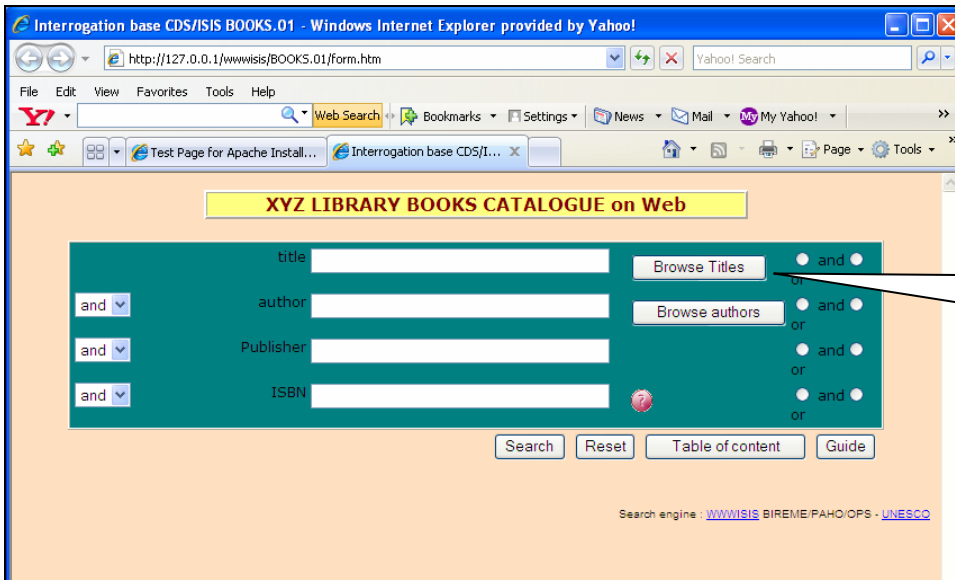 Interrogation base CDS/ISIS BOOKS.01 - Windows Internet Explorer provided by Yahoo!
http://127.0.0.1/wwwisis/BOOKS.01/form.htm
Yahoo! Search
File Edit View Favorites Tools Help
Y! Web Search Bookmarks Settings News Mail My My Yahoo! »
Test Page for Apache Install... Interrogation base CDS/I... X Page Tools »
XYZ LIBRARY BOOKS CATALOGUE on Web
title Browse Titles and
or
and author Browse authors and
or
and Publisher and
or
and ISBN ? and
or
Search Reset Table of content Guide
Search engine : WWWISIS BIREME/PAHO/OPS - UNESCO